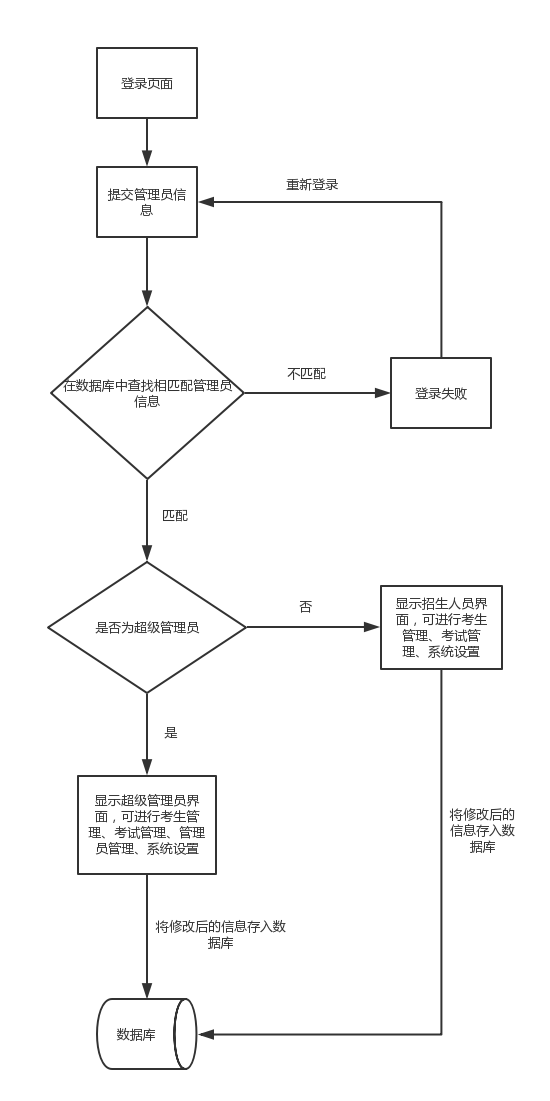 登录页面
提交管理员信
息
重新登录
在数据库中查找相匹配管理员
信息
不匹配
登录失败
匹配
是否为超级管理员
否
显示招生人员界
面，可进行考生
管理、考试管
理、系统设置
是
显示超级管理员界
面，可进行考生管
理、考试管理、管理
员管理、系统设置
将修改后的
信息存入数
据库
将修改后的信息存入数
据库
数据库